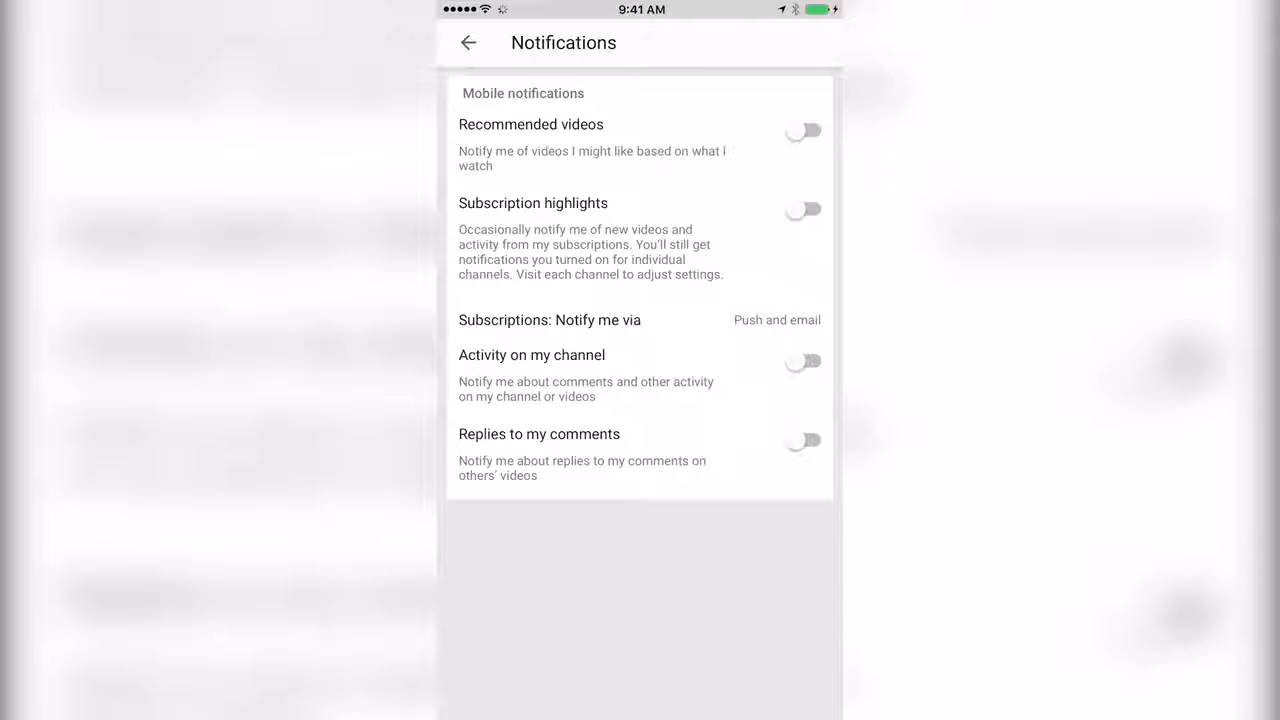 9:41 AM
Notifications
Mobile notifications
Recommended videos
Notify me of videos I might like based on what I
watch
Subscription highlights
Occasionally notify me of new videos and
activity from my subscriptions. You'll still get
notifications you turned on for individual
channels. Visit each channel to adjust settings.
Subscriptions: Notify me via
Push and email
Activity on my channel
Notify me about comments and other activity
on my channel or videos
Replies to my comments
Notify me about replies to my comments on
others' videos